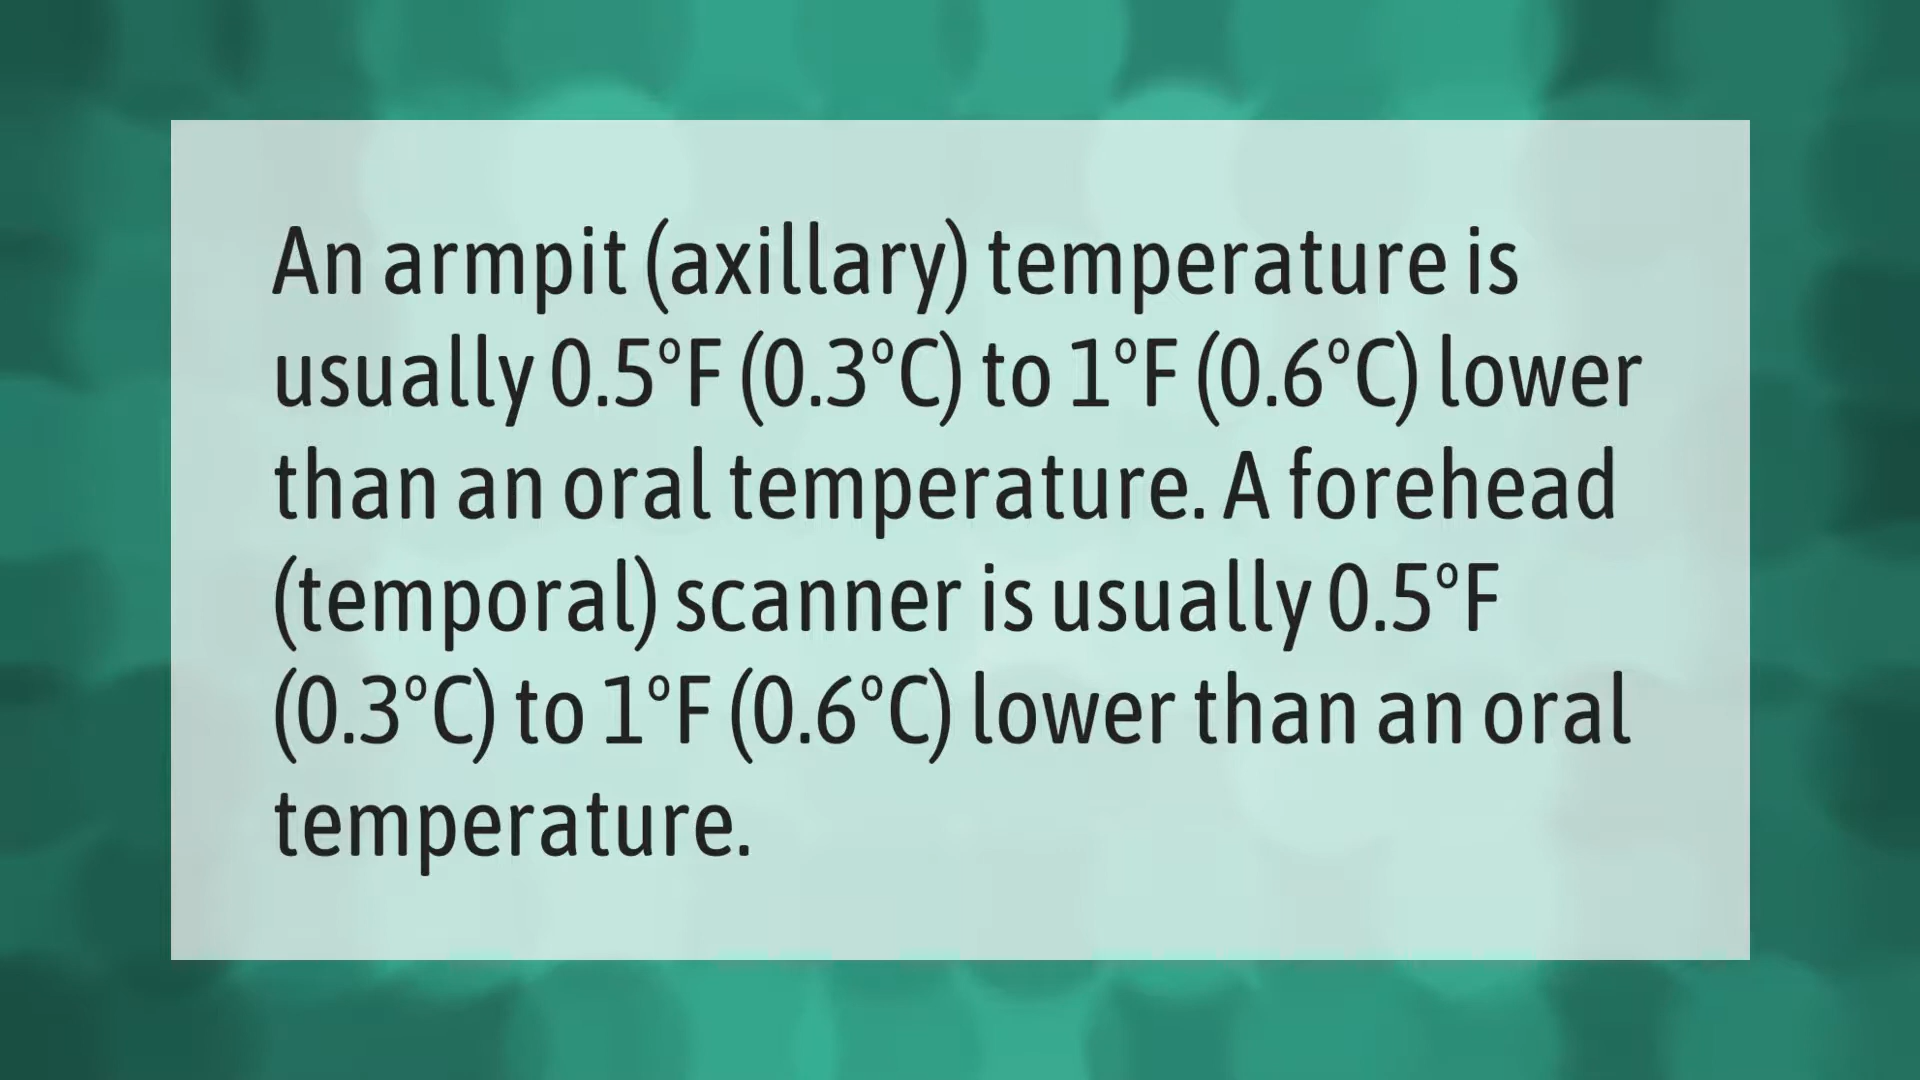 An armpit (axillary) temperature is
usually 0.5°F (0.3°C) to 1°F (0.6°C) lower
than an oral temperature. A forehead
(temporal) scanner is usually 0.5°F
(0.3°C) to 1°F (0.6°C) lower than an oral
temperature.